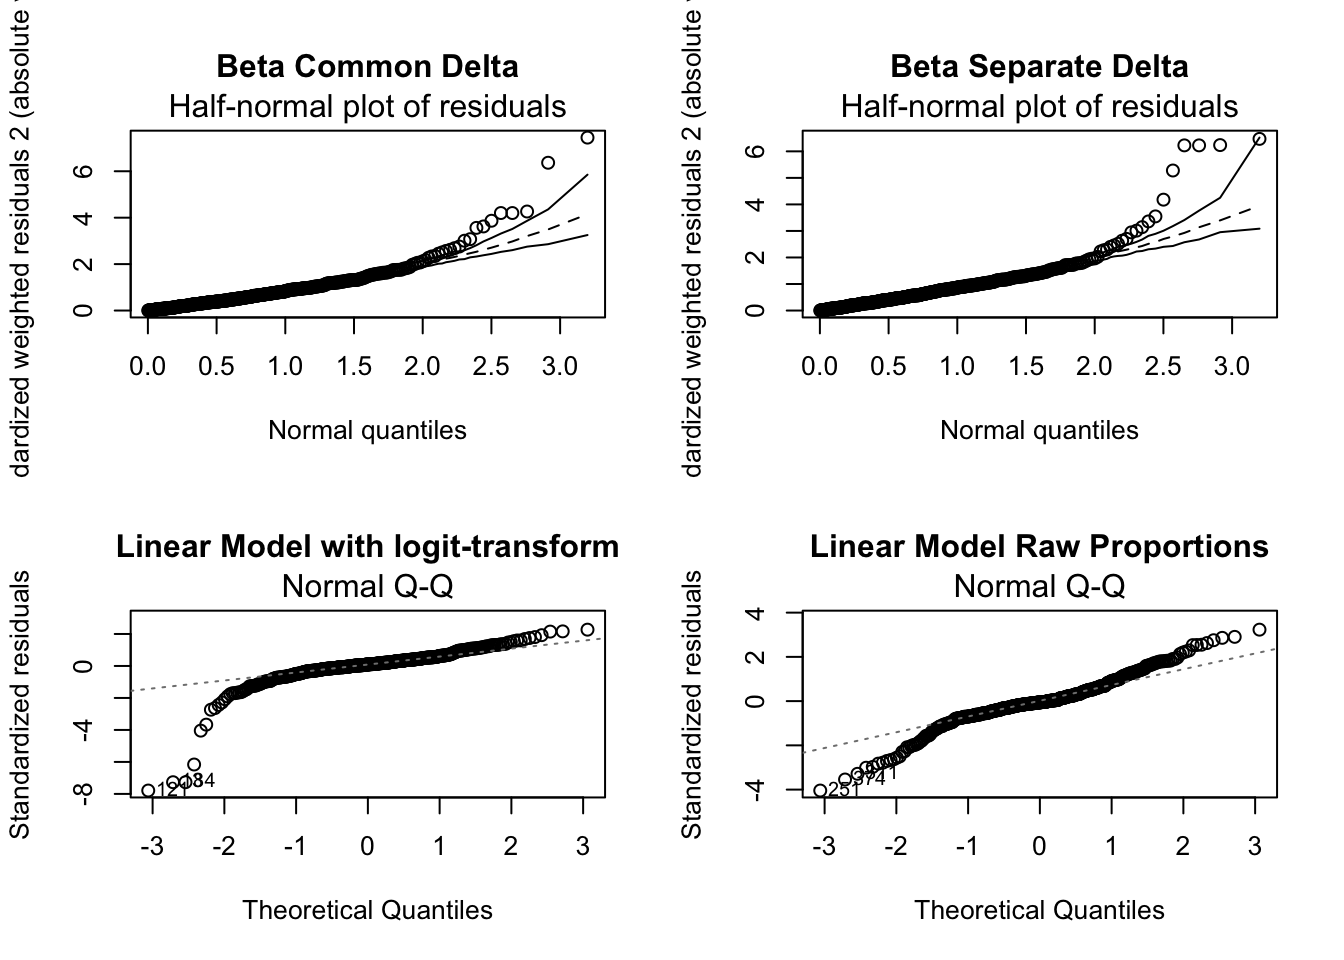 Beta Common Delta
Half-normal plot of residuals
dardized weighted residuals 2 (absolute
0 2 4 6
0.0 0.5 1.0 1.5 2.0 2.5 3.0
Normal quantiles
Beta Separate Delta
Half-normal plot of residuals
dardized weighted residuals 2 (absolute
0 2 4 6
0.0 0.5 1.0 1.5 2.0 2.5 3.0
Normal quantiles
Linear Model with logit-transform
Normal Q-Q
Standardized residuals
-8 -4 0
184
-3 -2 -1 0 1 2 3
Theoretical Quantiles
Linear Model Raw Proportions
Normal Q-Q
Standardized residuals
-4 0 2 4
251
-3 -2 -1 0 1 2 3
Theoretical Quantiles